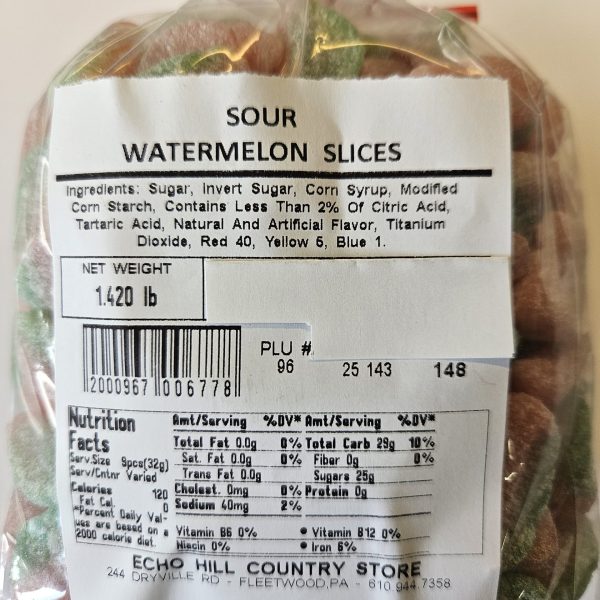 SOUR
WATERMELON SLICES
Ingredients: Sugar, Invert Sugar, Corn Syrup, Modified
Corn Starch, Contains Less Than 2% Of Citric Acid,
Tartaric Acid, Natural And Artificial Flavor, Titanium
Dioxide, Red 40, Yellow 6, Blue 1.
NET WEIGHT
1.420 lb
PLU #
96 25 143 148
2000967 006778
Nutrition Facts
Serv.Size 9pcs(32g)
Serv/Cntnr Varied
Calories 120
Fat Cal. 0
*Percent Daily Val-
ues are based on a
2000 calorie diet.
Amt/Serving %DV* Amt/Serving %DV*
Total Fat 0.0g 0% Total Carb 29g 10%
Sat. Fat 0.0g 0% Fiber 0g 0%
Trans Fat 0.0g Sugars 25g
Cholest. 0mg 0% Protein 0g
Sodium 40mg 2%
Vitamin B6 0% • Vitamin B12 0%
Niacin 0% • Iron 6%
ECHO HILL COUNTRY STORE
244 DRYVILLE RD - FLEETWOOD,PA - 610.944.7358